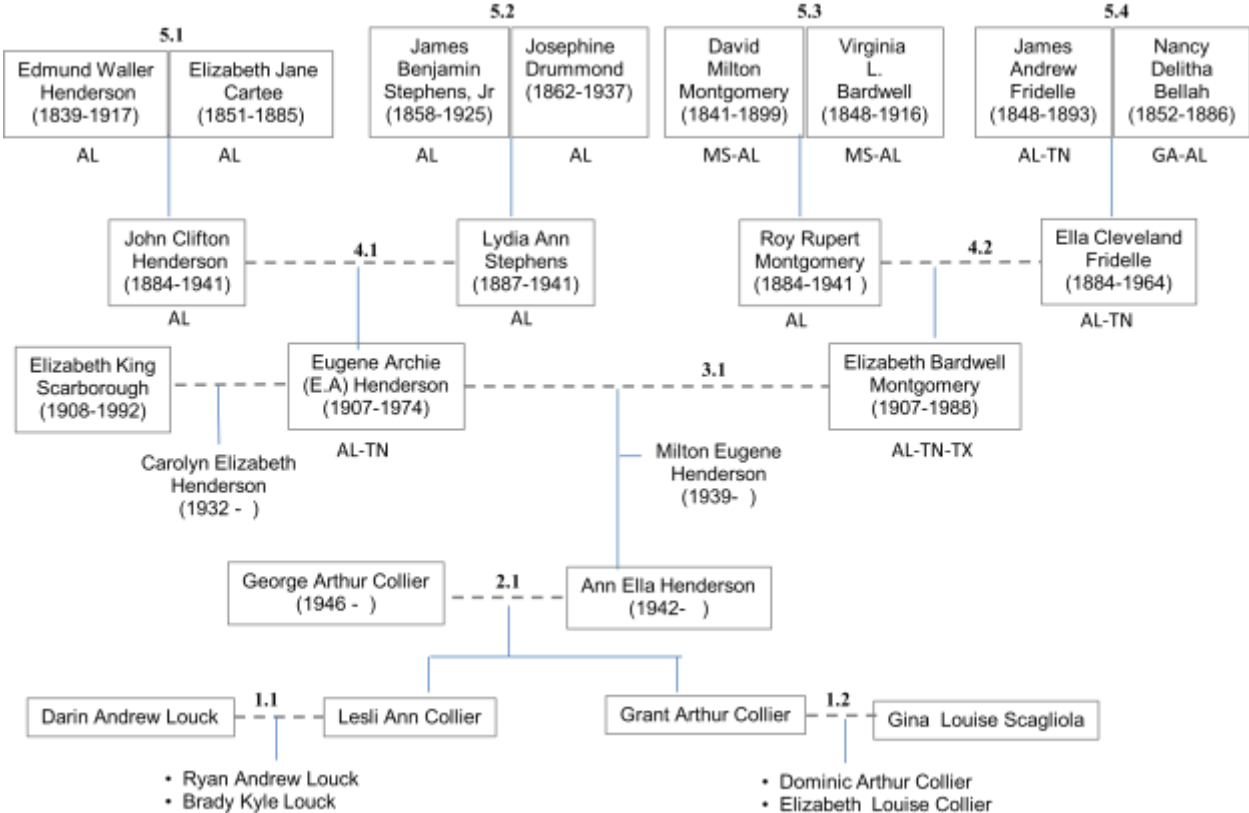 5.1
5.2
5.3
5.4
Edmund Waller
Henderson
(1839-1917)
Elizabeth Jane
Cartee
(1851-1885)
James
Benjamin
Stephens, Jr
(1858-1925)
Josephine
Drummond
(1862-1937)
David
Milton
Montgomery
(1841-1899)
Virginia
L.
Bardwell
(1848-1916)
James
Andrew
Fridelle
(1848-1893)
Nancy
Delitha
Bellah
(1852-1886)
AL
AL
AL
AL
MS-AL
MS-AL
AL-TN
GA-AL
John Clifton
Henderson
(1884-1941)
4.1
Lydia Ann
Stephens
(1887-1941)
Roy Rupert
Montgomery
(1884-1941 )
4.2
Ella Cleveland
Fridelle
(1884-1964)
AL
AL
AL
AL-TN
Elizabeth King
Scarborough
(1908-1992)
Eugene Archie
(E.A) Henderson
(1907-1974)
3.1
Elizabeth Bardwell
Montgomery
(1907-1988)
AL-TN
AL-TN-TX
Carolyn Elizabeth
Henderson
(1932 -  )
Milton Eugene
Henderson
(1939-  )
George Arthur Collier
(1946 -  )
2.1
Ann Ella Henderson
(1942-  )
Darin Andrew Louck
1.1
Lesli Ann Collier
Grant Arthur Collier
1.2
Gina Louise Scagliola
• Ryan Andrew Louck
• Brady Kyle Louck
• Dominic Arthur Collier
• Elizabeth Louise Collier